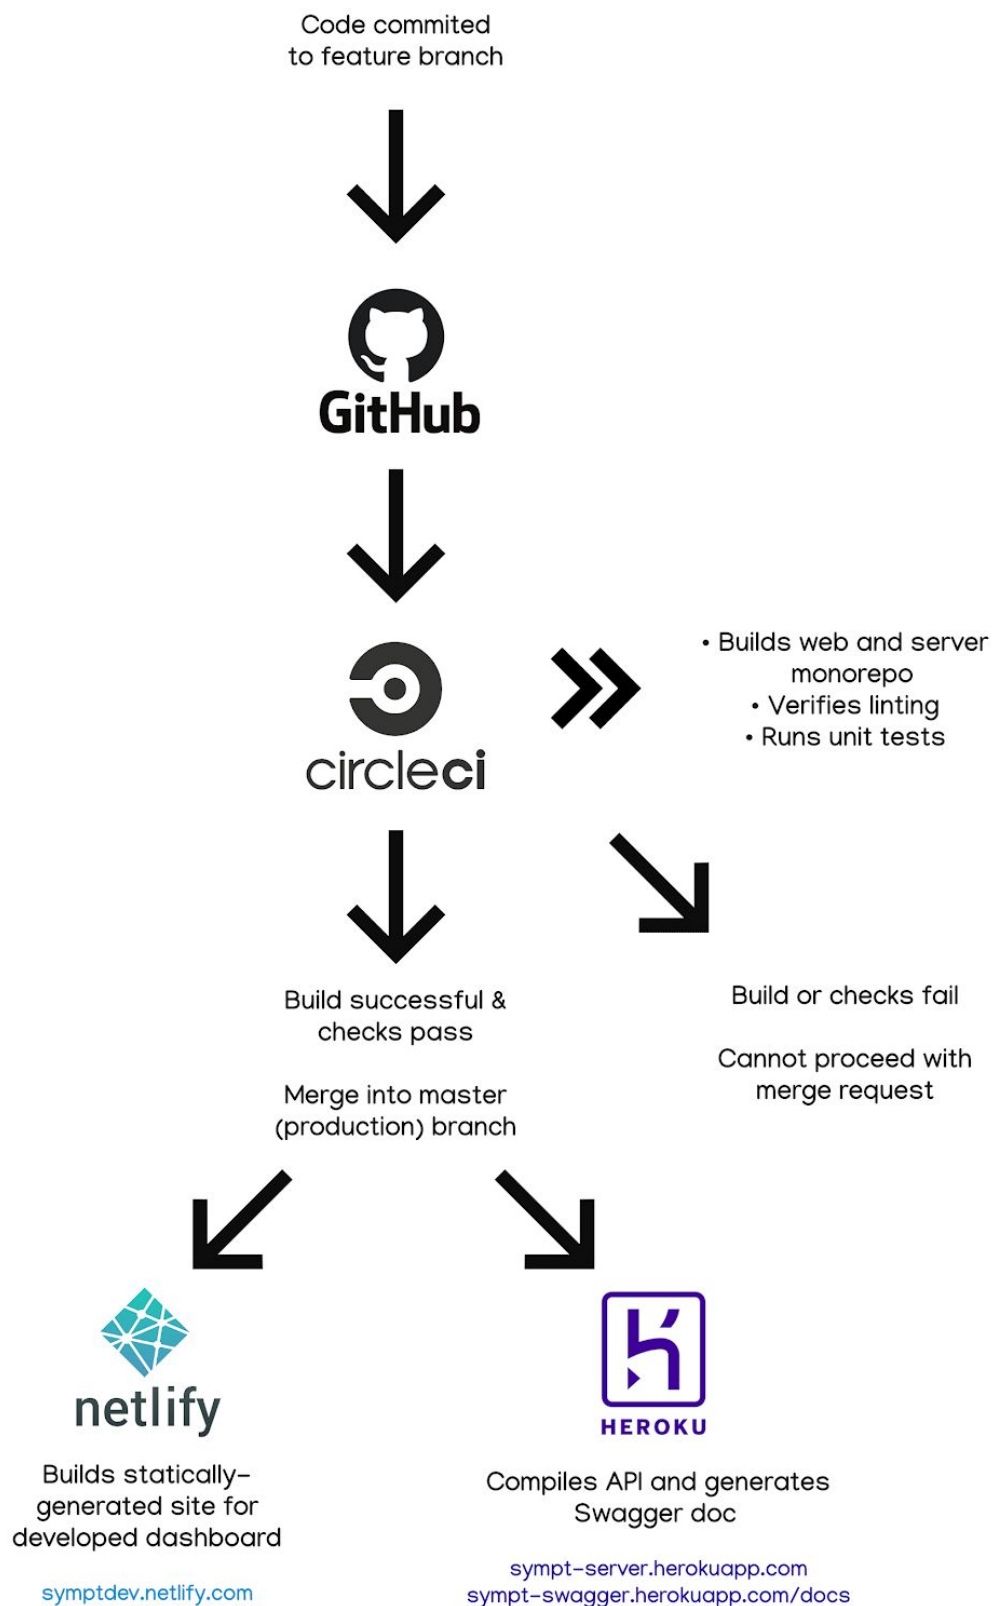 Code commited
to feature branch
GitHub
circleci
• Builds web and server
monorepo
• Verifies linting
• Runs unit tests
Build successful &
checks pass
Merge into master
(production) branch
Build or checks fail
Cannot proceed with
merge request
netlify
Builds statically-
generated site for
developed dashboard
symptdev.netlify.com
HEROKU
Compiles API and generates
Swagger doc
sympt-server.herokuapp.com
sympt-swagger.herokuapp.com/docs